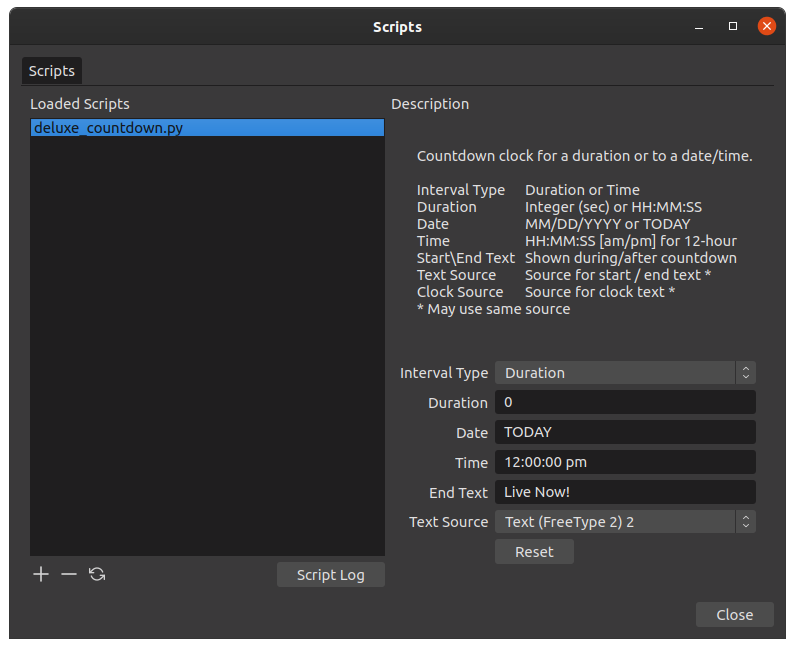 Scripts
Scripts
Loaded Scripts
deluxe_countdown.py
Script Log
Description
Countdown clock for a duration or to a date/time.
Interval Type Duration or Time
Duration Integer (sec) or HH:MM:SS
Date MM/DD/YYYY or TODAY
Time HH:MM:SS [am/pm] for 12-hour
Start\End Text Shown during/after countdown
Text Source Source for start / end text *
Clock Source Source for clock text *
* May use same source
Interval Type Duration
Duration 0
Date TODAY
Time 12:00:00 pm
End Text Live Now!
Text Source Text (FreeType 2) 2
Reset
Close